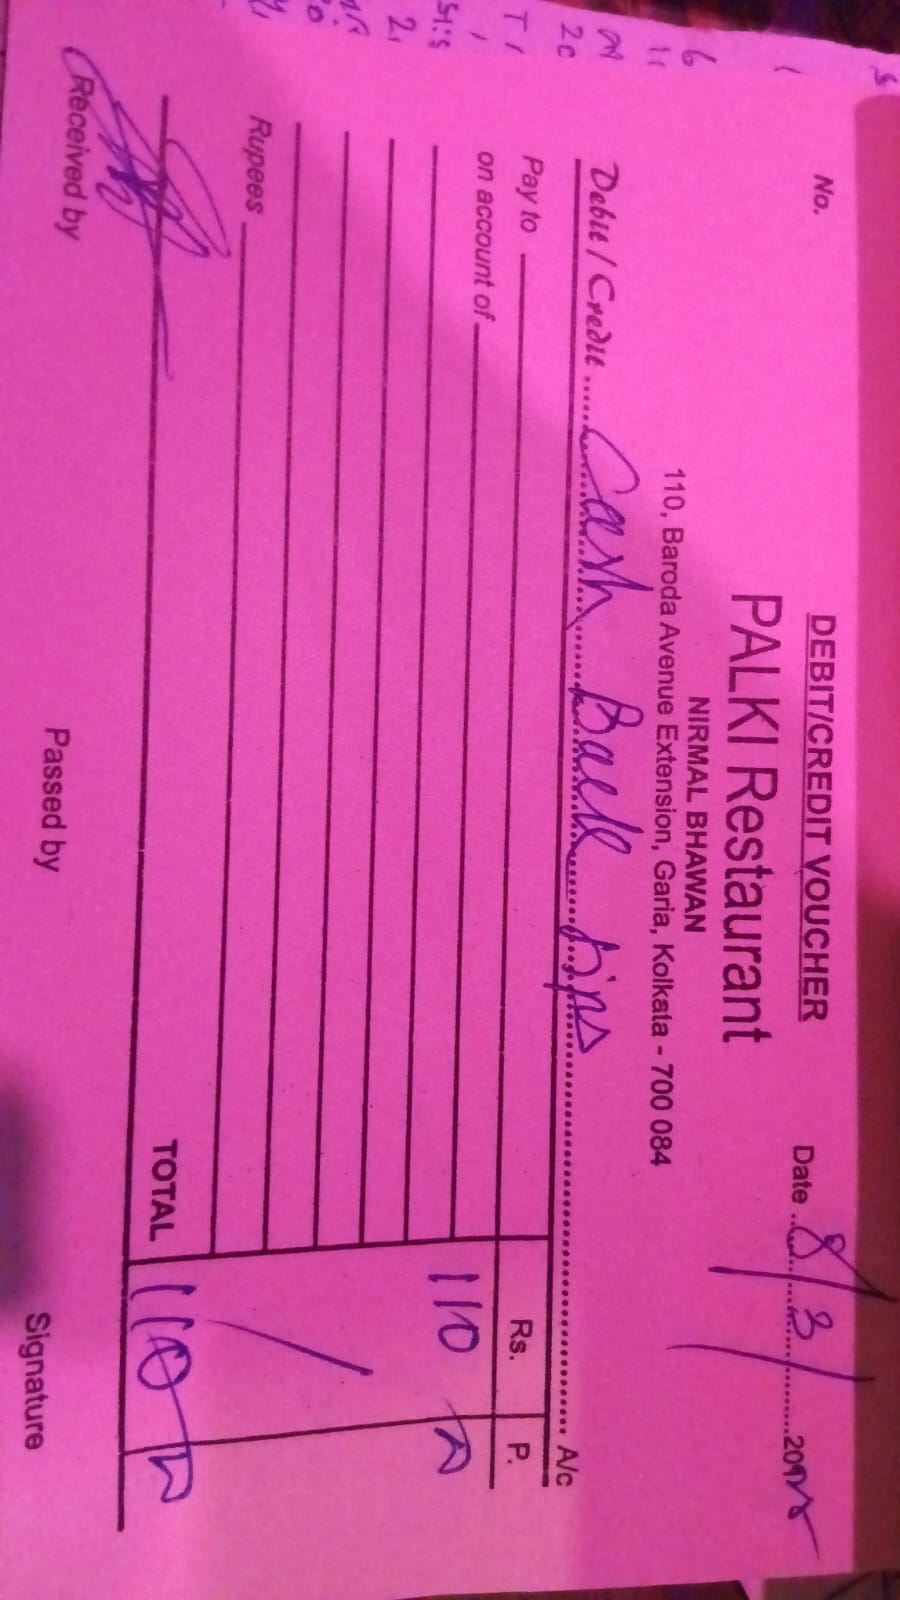 DEBIT/CREDIT VOUCHER
No. Date 8/3/20
PALKI Restaurant
NIRMAL BHAWAN
110, Baroda Avenue Extension, Garia, Kolkata - 700 084
Debit / Credit Cash Back tips A/c
Pay to Rs. P.
on account of
110
Rupees
TOTAL 110
Received by Passed by Signature